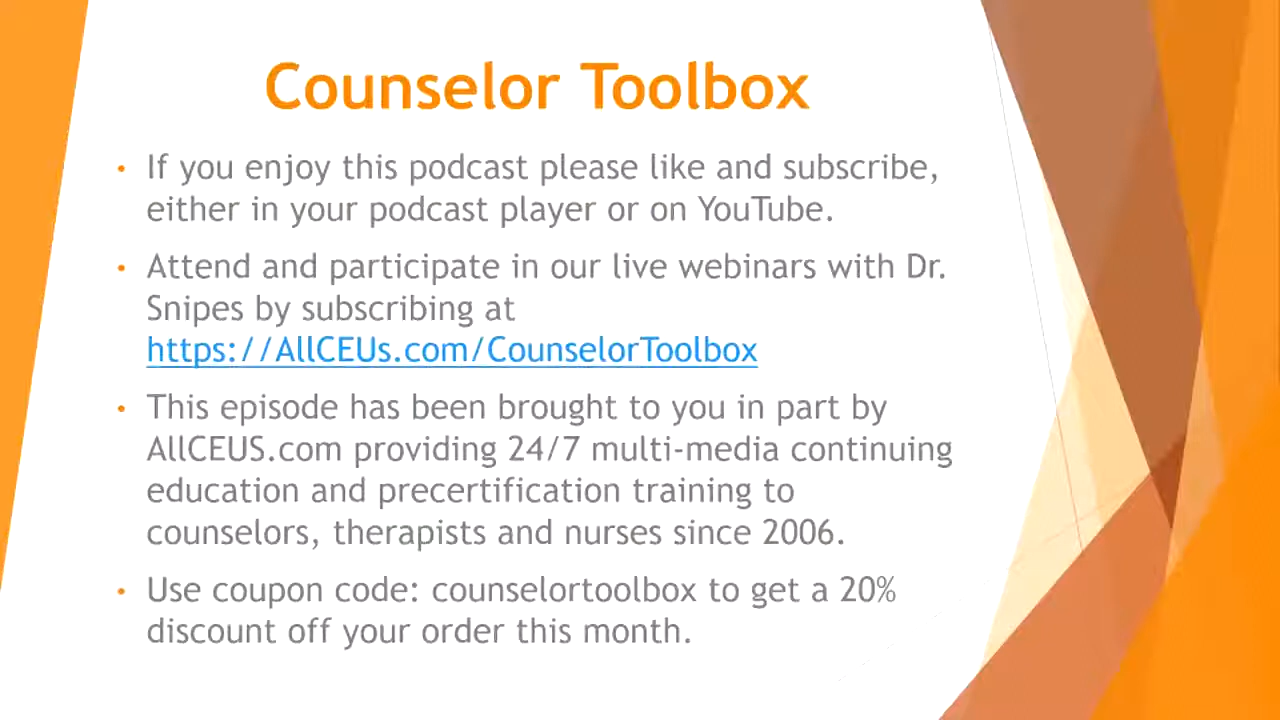 Counselor Toolbox
• If you enjoy this podcast please like and subscribe,
either in your podcast player or on YouTube.
• Attend and participate in our live webinars with Dr.
Snipes by subscribing at
https://AllCEUs.com/CounselorToolbox
• This episode has been brought to you in part by
AllCEUS.com providing 24/7 multi-media continuing
education and precertification training to
counselors, therapists and nurses since 2006.
• Use coupon code: counselortoolbox to get a 20%
discount off your order this month.